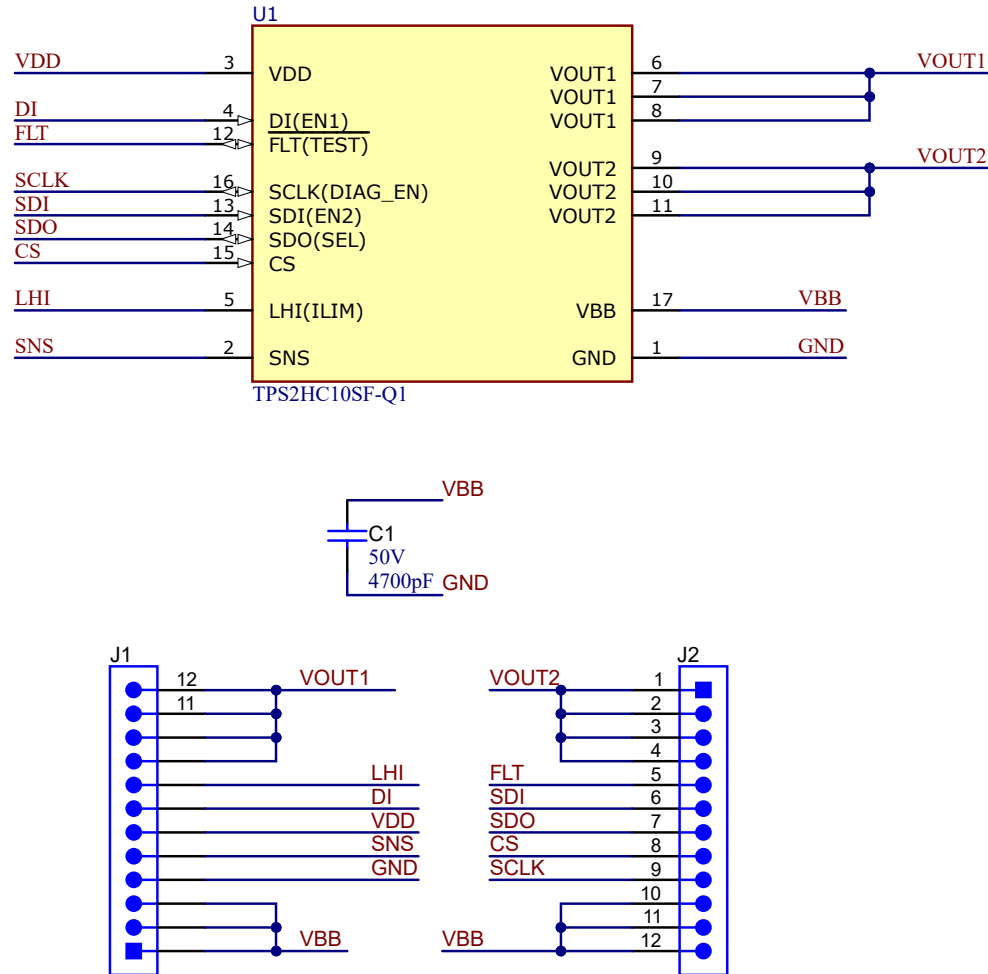 U1
VDD 3 VDD VOUT1 6 VOUT1
VOUT1 7
DI 4 DI(EN1) VOUT1 8
FLT 12 FLT(TEST)
VOUT2 9 VOUT2
SCLK 16 SCLK(DIAG_EN) VOUT2 10
SDI 13 SDI(EN2) VOUT2 11
SDO 14 SDO(SEL)
CS 15 CS
LHI 5 LHI(ILIM) VBB 17 VBB
SNS 2 SNS GND 1 GND
TPS2HC10SF-Q1
VBB
C1
50V
4700pF GND
J1
12 VOUT1
11
LHI
DI
VDD
SNS
GND
VBB
J2
VOUT2 1
2
3
4
FLT 5
SDI 6
SDO 7
CS 8
SCLK 9
10
11
VBB 12